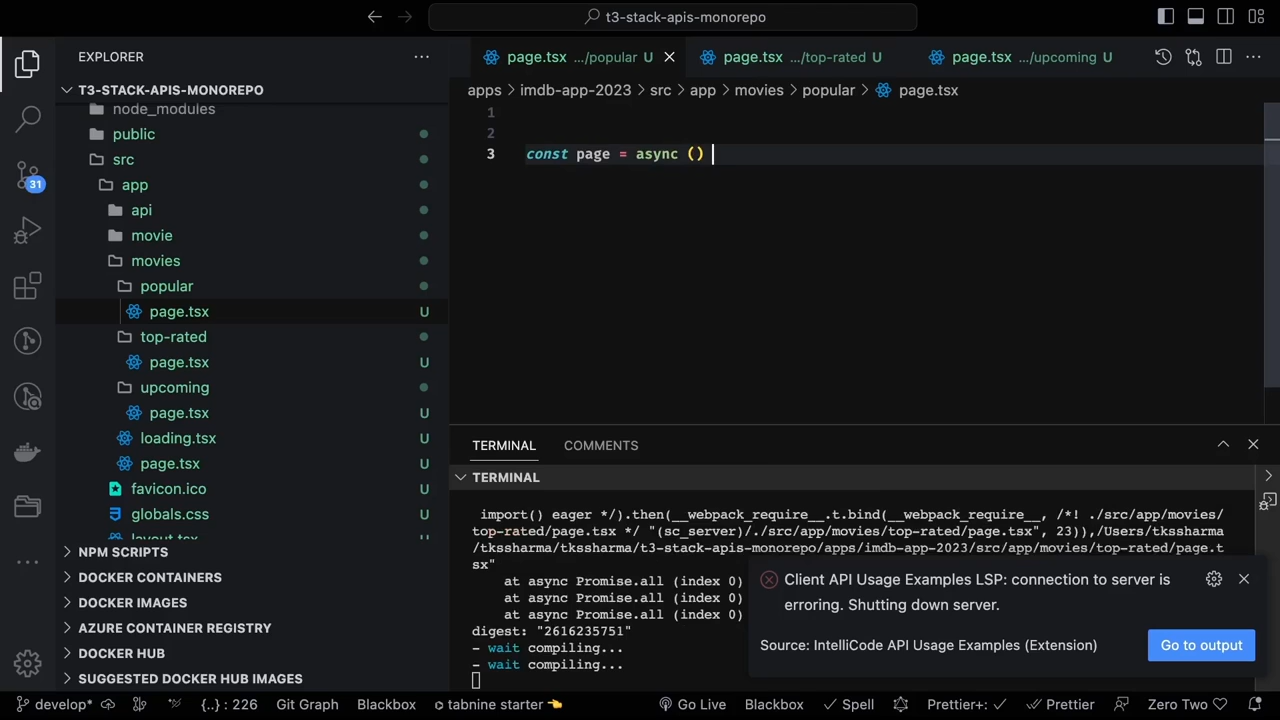 t3-stack-apis-monorepo
EXPLORER
T3-STACK-APIS-MONOREPO
node_modules
public
src
app
api
movie
movies
popular
page.tsx U
top-rated
page.tsx U
upcoming
page.tsx U
loading.tsx U
page.tsx U
favicon.ico U
globals.css U
layout.tsx
NPM SCRIPTS
DOCKER CONTAINERS
DOCKER IMAGES
AZURE CONTAINER REGISTRY
DOCKER HUB
SUGGESTED DOCKER HUB IMAGES
31
page.tsx .../popular U
page.tsx .../top-rated U
page.tsx .../upcoming U
apps > imdb-app-2023 > src > app > movies > popular > page.tsx
1
2
3 const page = async ()
TERMINAL COMMENTS
TERMINAL
import() eager */).then(__webpack_require__.t.bind(__webpack_require__, /*! ./src/app/movies/
top-rated/page.tsx */ "(sc_server)/./src/app/movies/top-rated/page.tsx", 23)),/Users/tkssharma
/tkssharma/t3-stack-apis-monorepo/apps/imdb-app-2023/src/app/movies/top-rated/page.t
sx"
at async Promise.all (index 0)
at async Promise.all (index 0)
at async Promise.all (index 0)
digest: "2616235751"
- wait compiling...
- wait compiling...
Client API Usage Examples LSP: connection to server is
erroring. Shutting down server.
Source: IntelliCode API Usage Examples (Extension)
Go to output
develop* {..} : 226 Git Graph Blackbox tabnine starter Go Live Blackbox Spell Prettier+: Prettier Zero Two